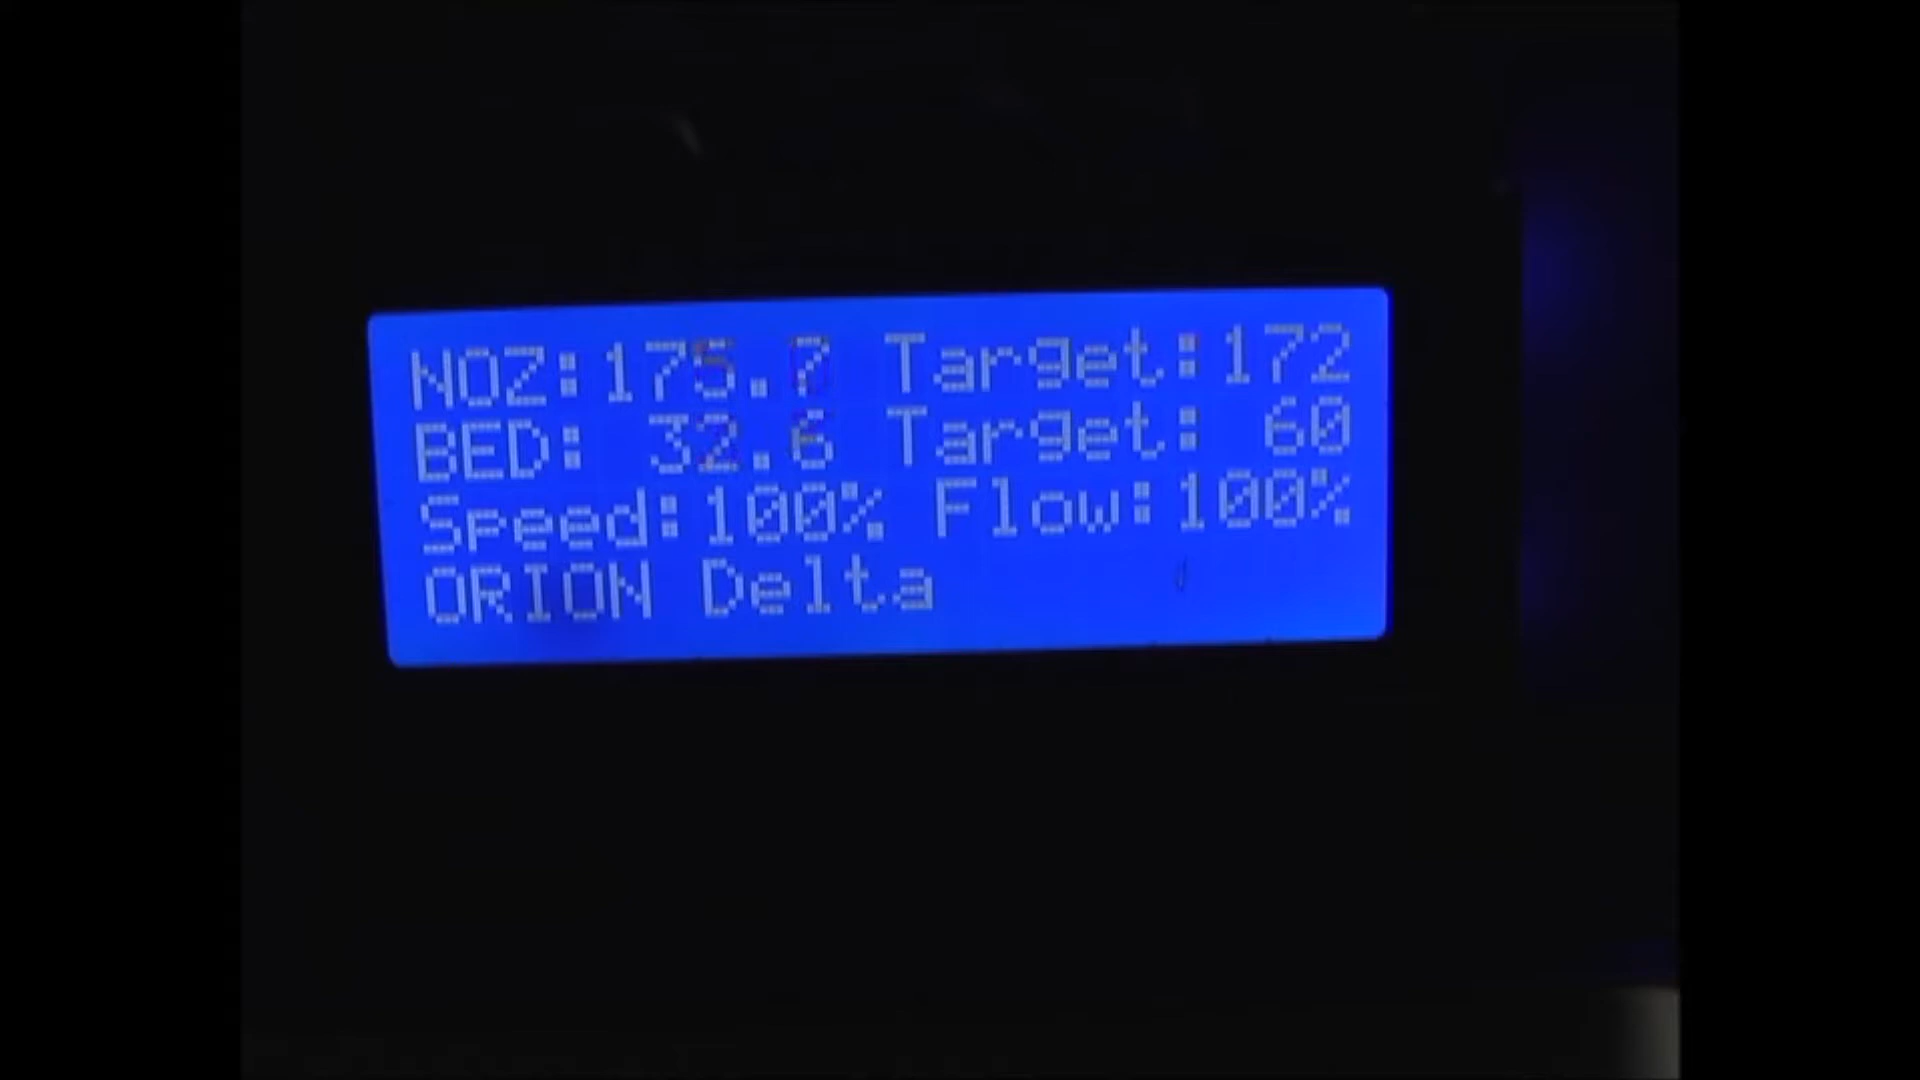 NOZ:175.7 Target:172
BED: 32.6 Target: 60
Speed:100% Flow:100%
ORION Delta